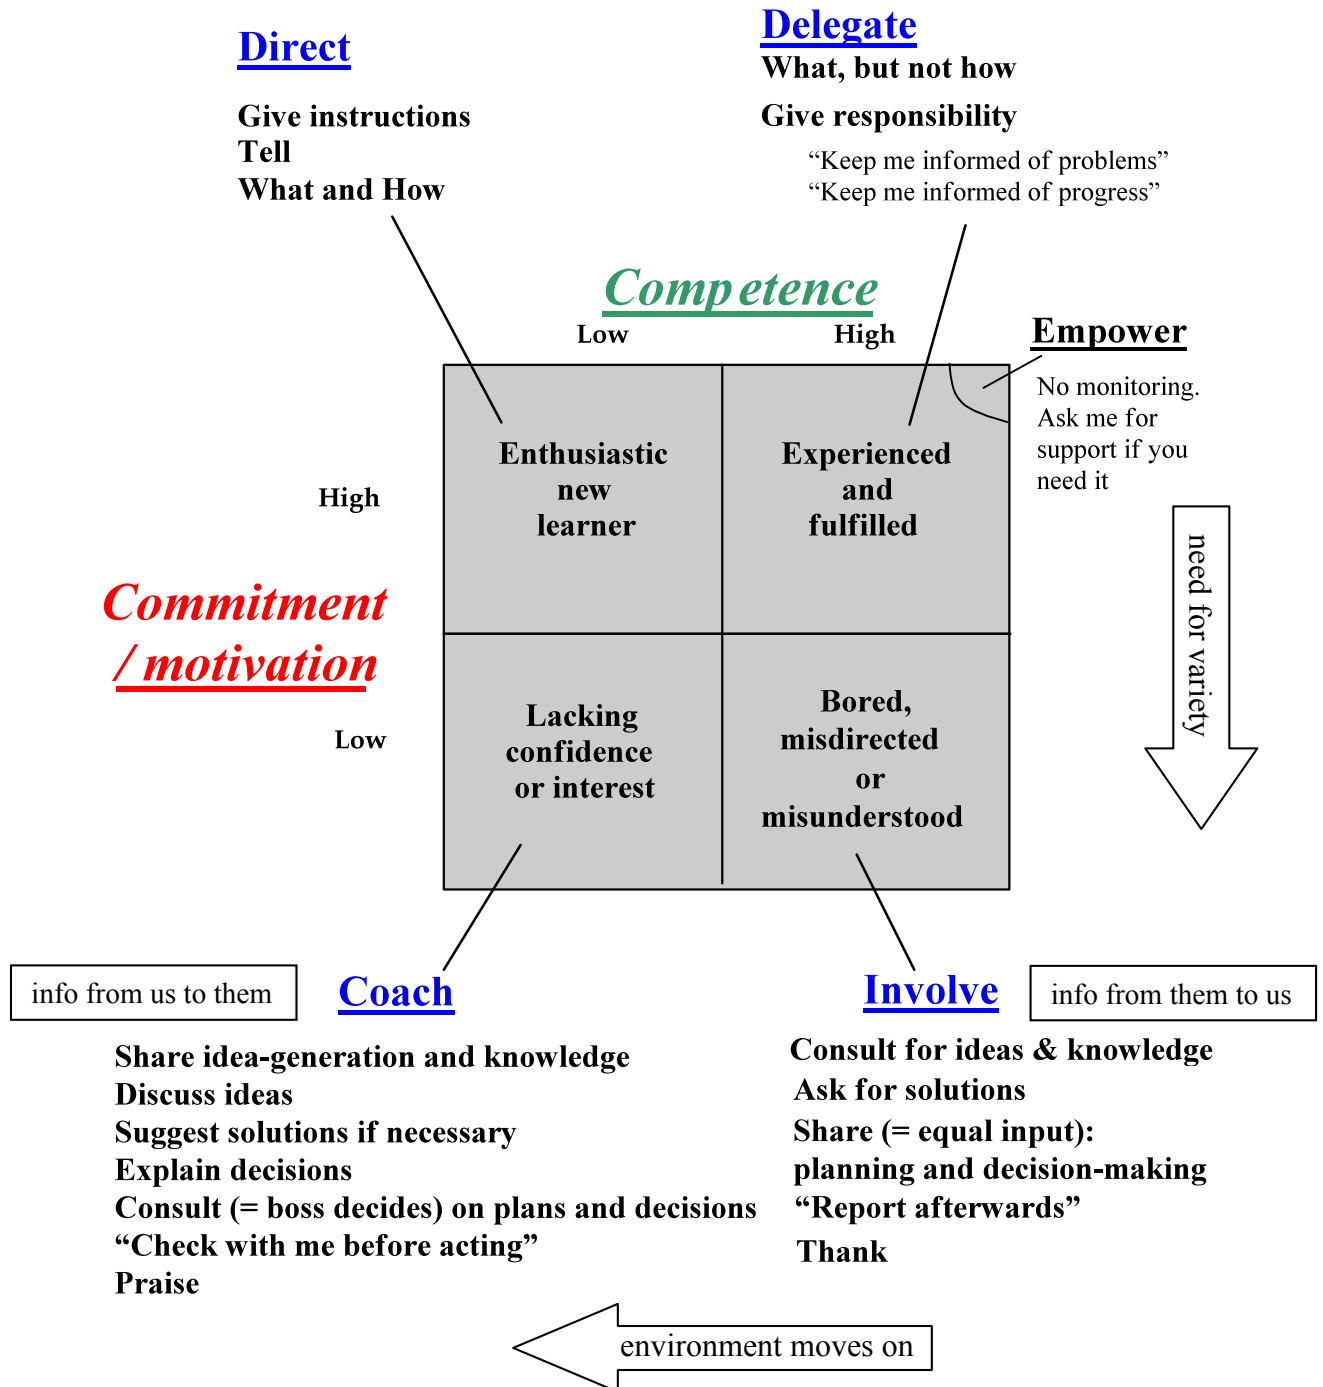 Direct
Give instructions
Tell
What and How
Delegate
What, but not how
Give responsibility
“Keep me informed of problems”
“Keep me informed of progress”
Competence
Low
High
Empower
No monitoring.
Ask me for
support if you
need it
High
Commitment
/ motivation
Low
Enthusiastic
new
learner
Experienced
and
fulfilled
Lacking
confidence
or interest
Bored,
misdirected
or
misunderstood
need for variety
info from us to them
Coach
Share idea-generation and knowledge
Discuss ideas
Suggest solutions if necessary
Explain decisions
Consult (= boss decides) on plans and decisions
“Check with me before acting”
Praise
Involve
info from them to us
Consult for ideas & knowledge
Ask for solutions
Share (= equal input):
planning and decision-making
“Report afterwards”
Thank
environment moves on